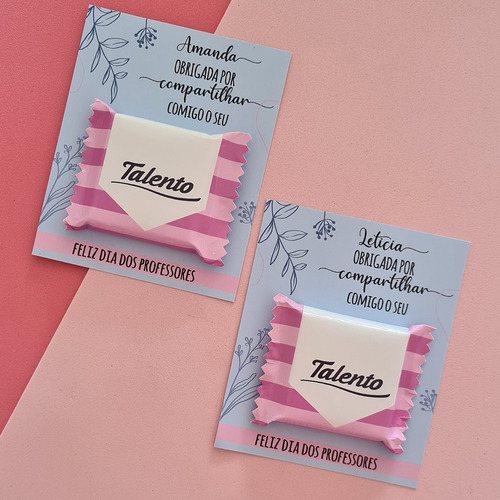 Amanda
OBRIGADA POR
compartilhar
COMIGO O SEU
Talento
FELIZ DIA DOS PROFESSORES
Letícia
OBRIGADA POR
compartilhar
COMIGO O SEU
Talento
FELIZ DIA DOS PROFESSORES